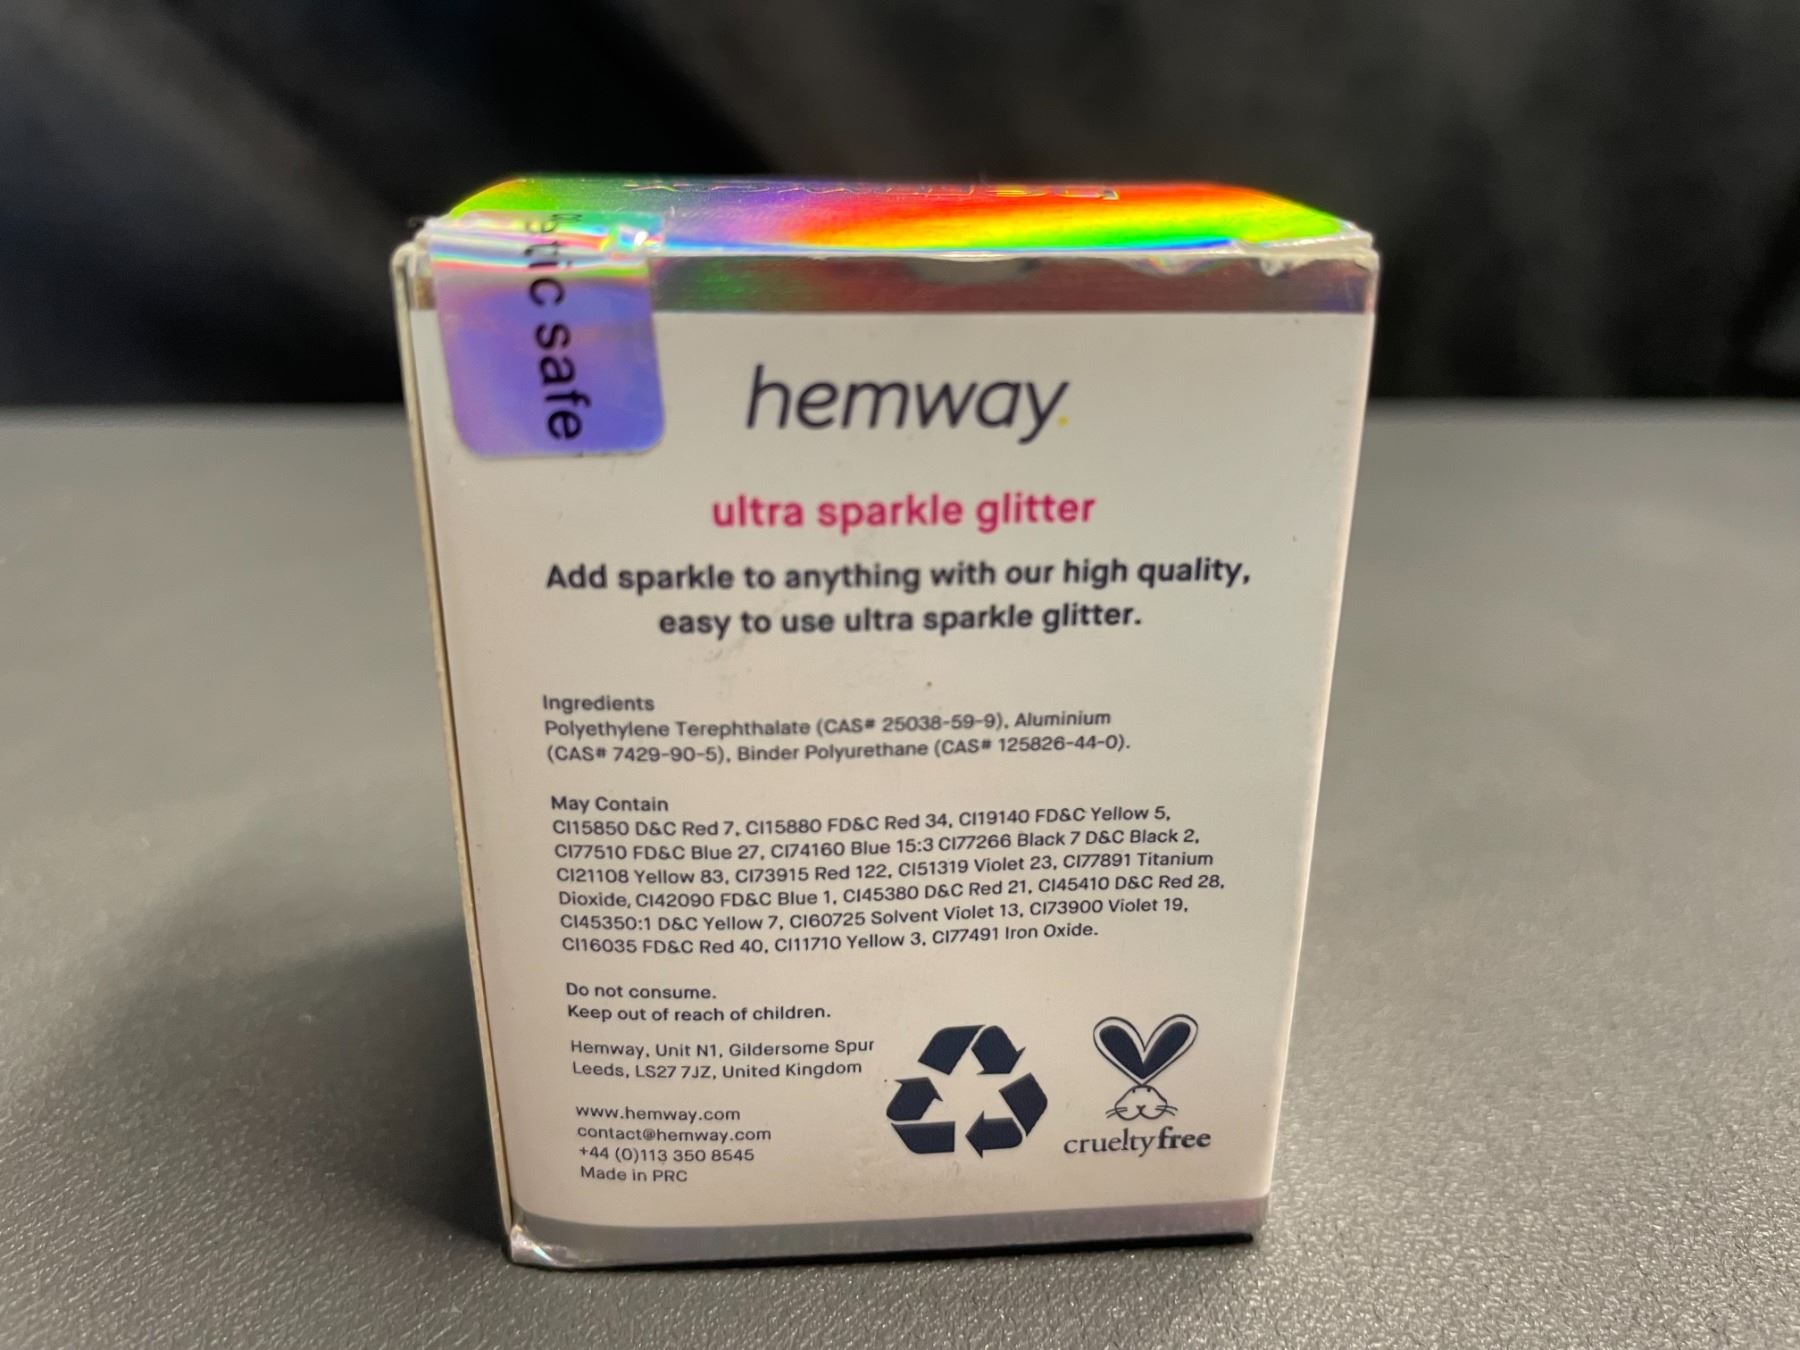 tic safe
hemway.
ultra sparkle glitter
Add sparkle to anything with our high quality,
easy to use ultra sparkle glitter.
Ingredients
Polyethylene Terephthalate (CAS# 25038-59-9), Aluminium
(CAS# 7429-90-5), Binder Polyurethane (CAS# 125826-44-0).
May Contain
CI15850 D&C Red 7, CI15880 FD&C Red 34, CI19140 FD&C Yellow 5,
CI77510 FD&C Blue 27, CI74160 Blue 15:3 CI77266 Black 7 D&C Black 2,
CI21108 Yellow 83, CI73915 Red 122, CI51319 Violet 23, CI77891 Titanium
Dioxide, CI42090 FD&C Blue 1, CI45380 D&C Red 21, CI45410 D&C Red 28,
CI45350:1 D&C Yellow 7, CI60725 Solvent Violet 13, CI73900 Violet 19,
CI16035 FD&C Red 40, CI11710 Yellow 3, CI77491 Iron Oxide.
Do not consume.
Keep out of reach of children.
Hemway, Unit N1, Gildersome Spur
Leeds, LS27 7JZ, United Kingdom
www.hemway.com
contact@hemway.com
+44 (0)113 350 8545
Made in PRC
crueltyfree